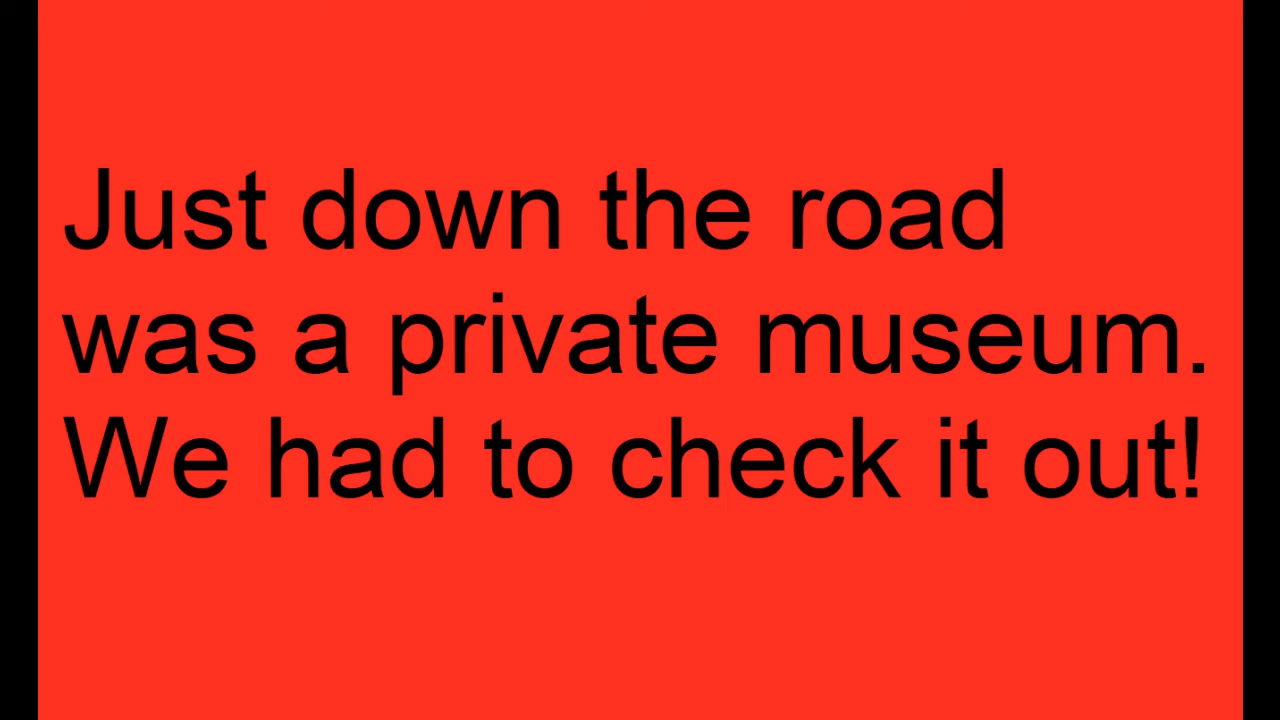 Just down the road
was a private museum.
We had to check it out!